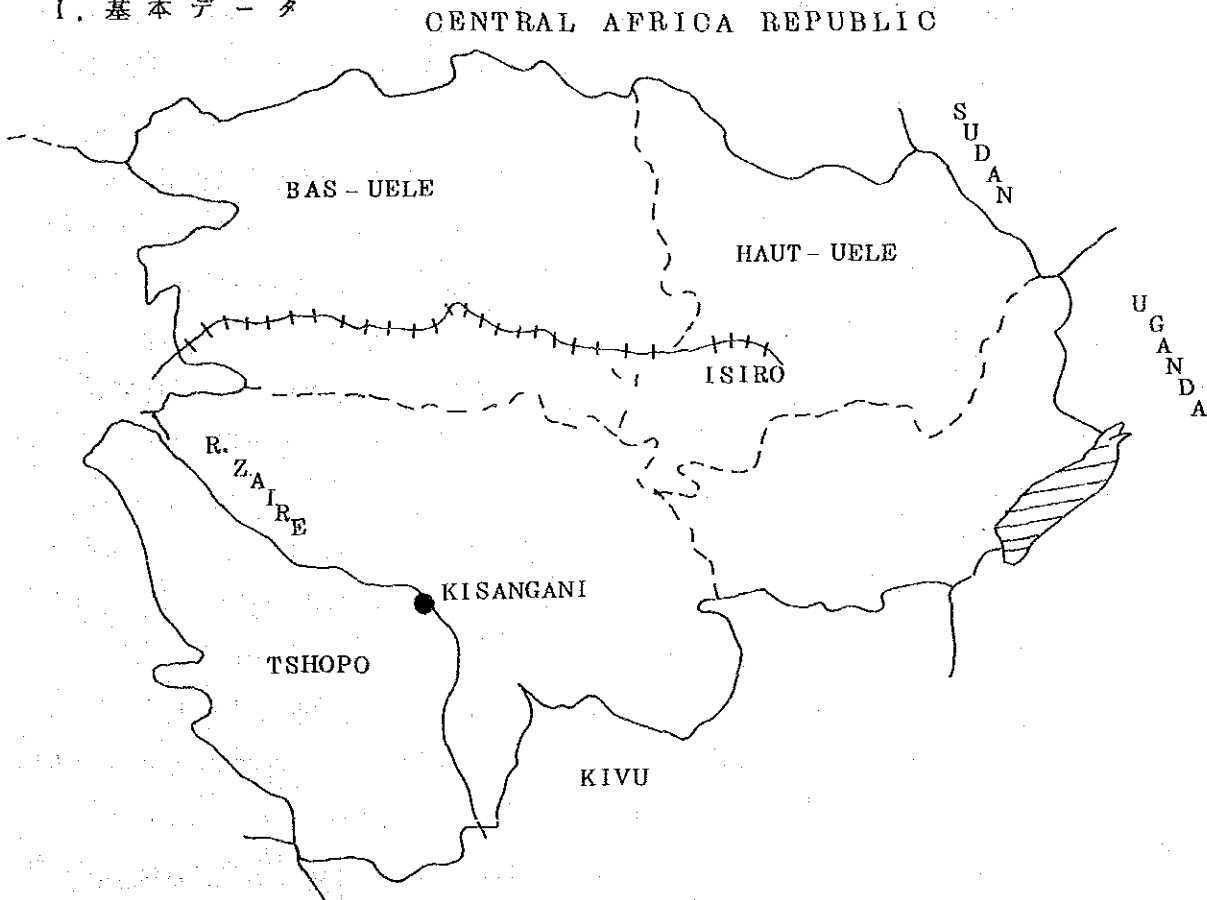 I. 基本データ
CENTRAL AFRICA REPUBLIC
SUDAN
BAS-UELE
HAUT-UELE
UGANDA
ISIRO
R. ZAIRE
KISANGANI
TSHOPO
KIVU